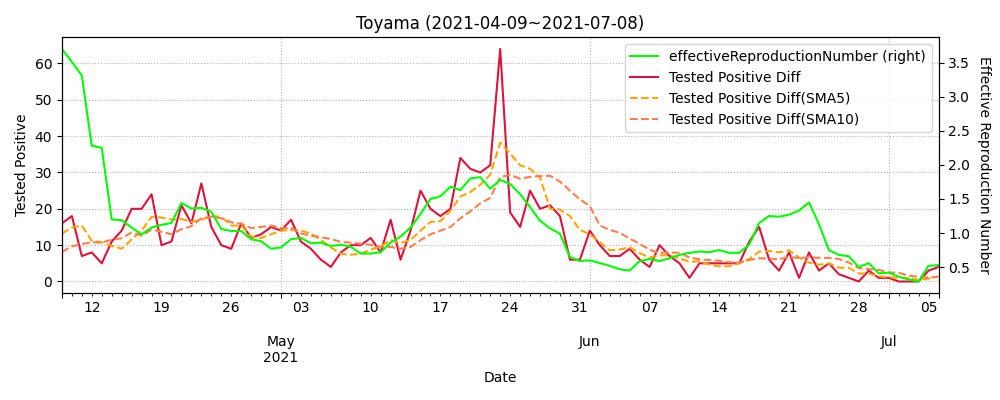 Toyama (2021-04-09~2021-07-08)
effectiveReproductionNumber (right)
Tested Positive Diff
Tested Positive Diff(SMA5)
Tested Positive Diff(SMA10)
Tested Positive
60
50
40
30
20
10
0
Effective Reproduction Number
3.5
3.0
2.5
2.0
1.5
1.0
0.5
12 19 26 03 10 17 24 31 07 14 21 28 05
May Jun Jul
2021
Date